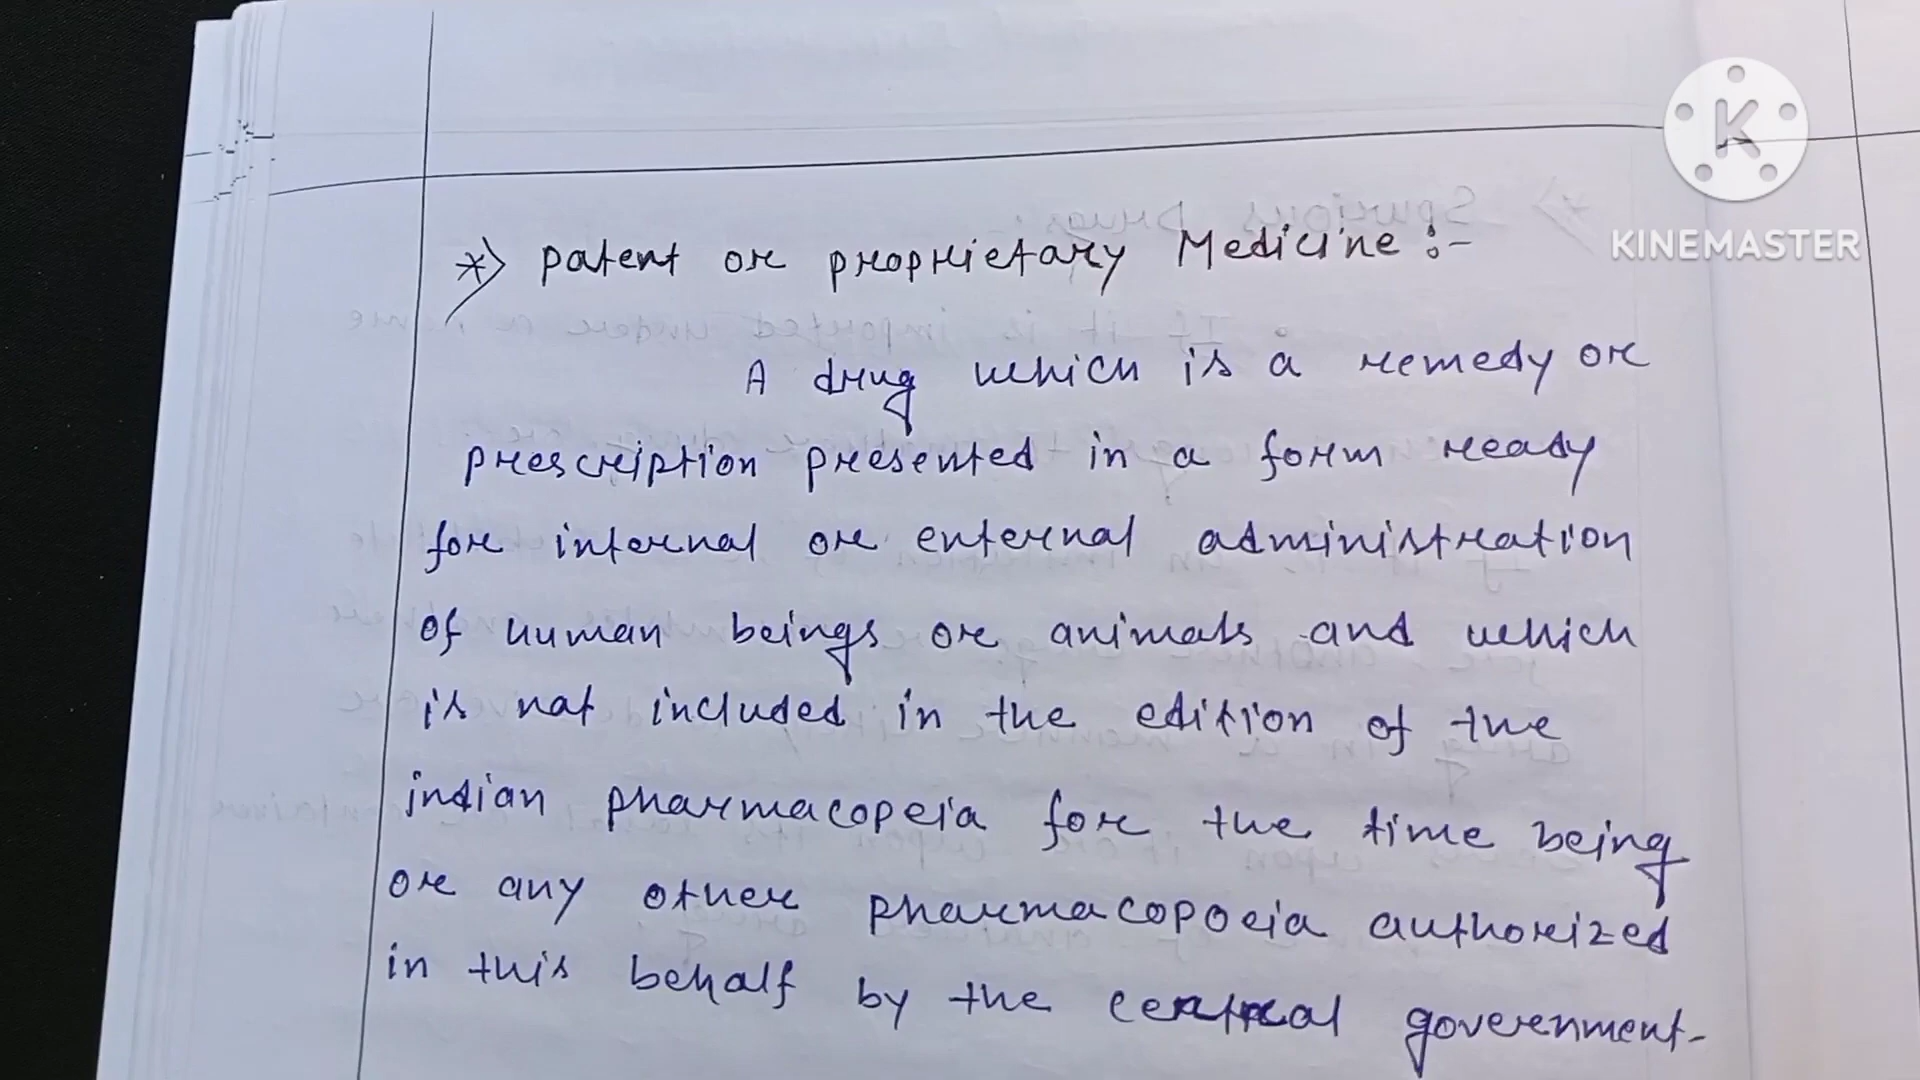 *) patent or proprietary Medicine :-
A drug which is a remedy or
prescription presented in a form ready
for internal or enternal administration
of human beings or animals and which
is not included in the edition of the
indian pharmacopeia for the time being
or any other pharmacopoeia authorized
in this behalf by the central government-
K
KINEMASTER